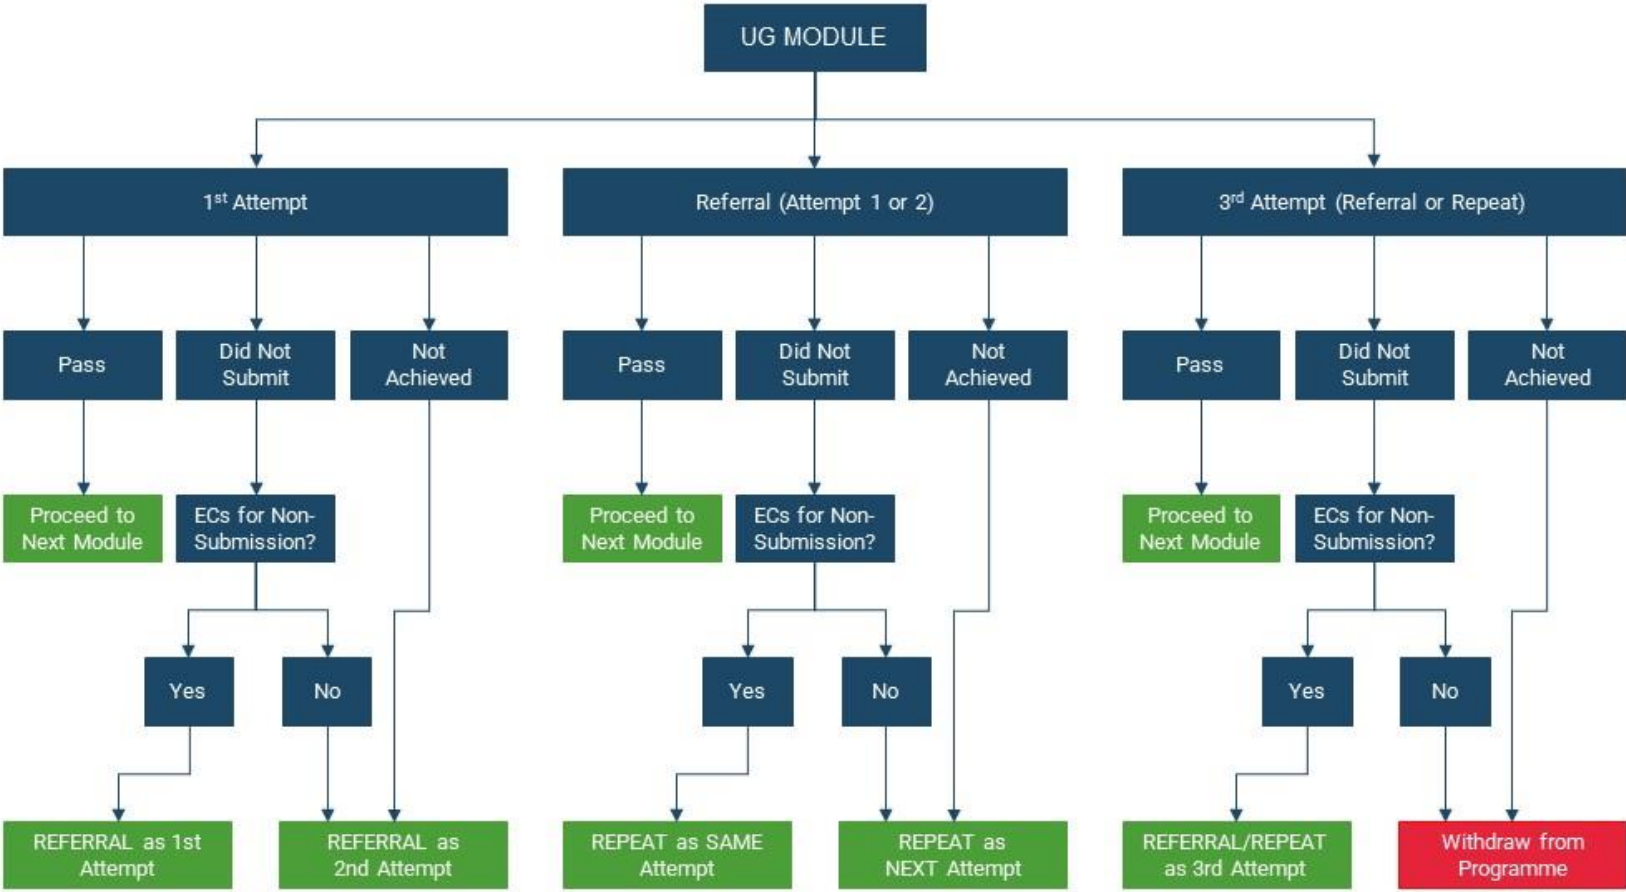 UG MODULE
1st Attempt
Referral (Attempt 1 or 2)
3rd Attempt (Referral or Repeat)
Pass
Did Not
Submit
Not
Achieved
Pass
Did Not
Submit
Not
Achieved
Pass
Did Not
Submit
Not
Achieved
Proceed to
Next Module
ECs for Non-
Submission?
Proceed to
Next Module
ECs for Non-
Submission?
Proceed to
Next Module
ECs for Non-
Submission?
Yes
No
Yes
No
Yes
No
REFERRAL as 1st
Attempt
REFERRAL as
2nd Attempt
REPEAT as SAME
Attempt
REPEAT as
NEXT Attempt
REFERRAL/REPEAT
as 3rd Attempt
Withdraw from
Programme